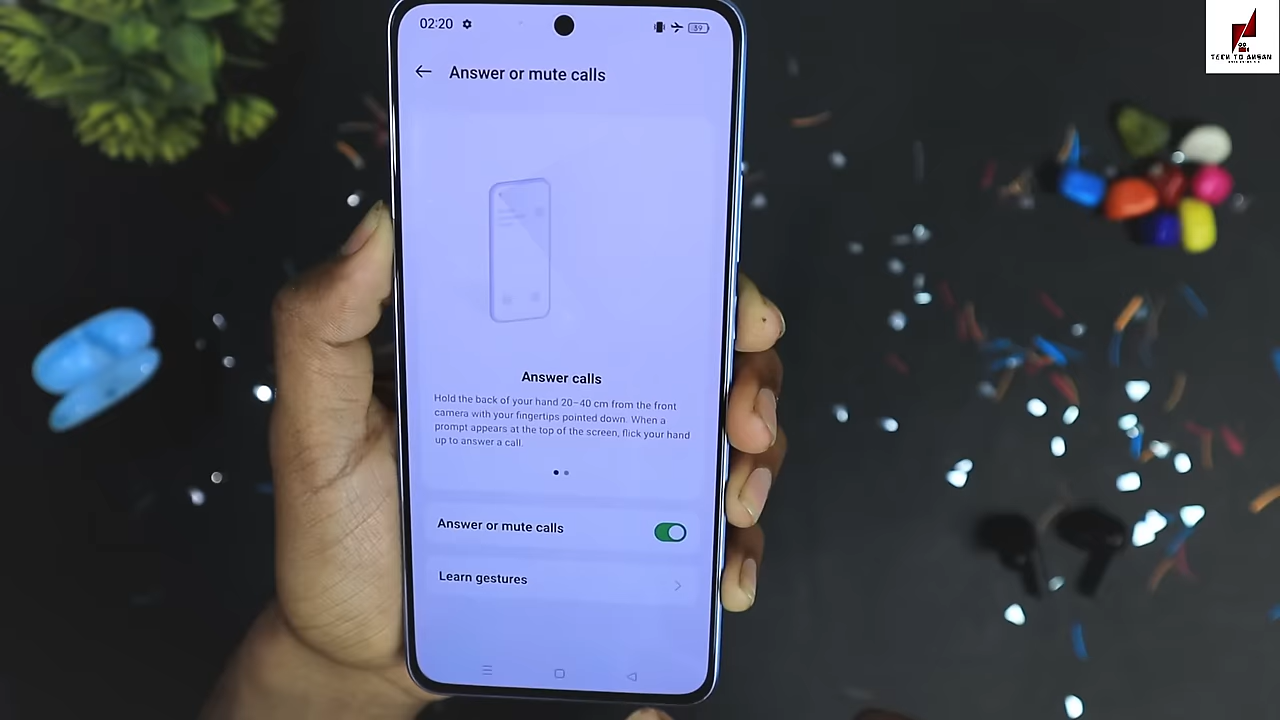 02:20
39
Answer or mute calls
Answer calls
Hold the back of your hand 20–40 cm from the front
camera with your fingertips pointed down. When a
prompt appears at the top of the screen, flick your hand
up to answer a call.
Answer or mute calls
Learn gestures
TECH TO AHSAN